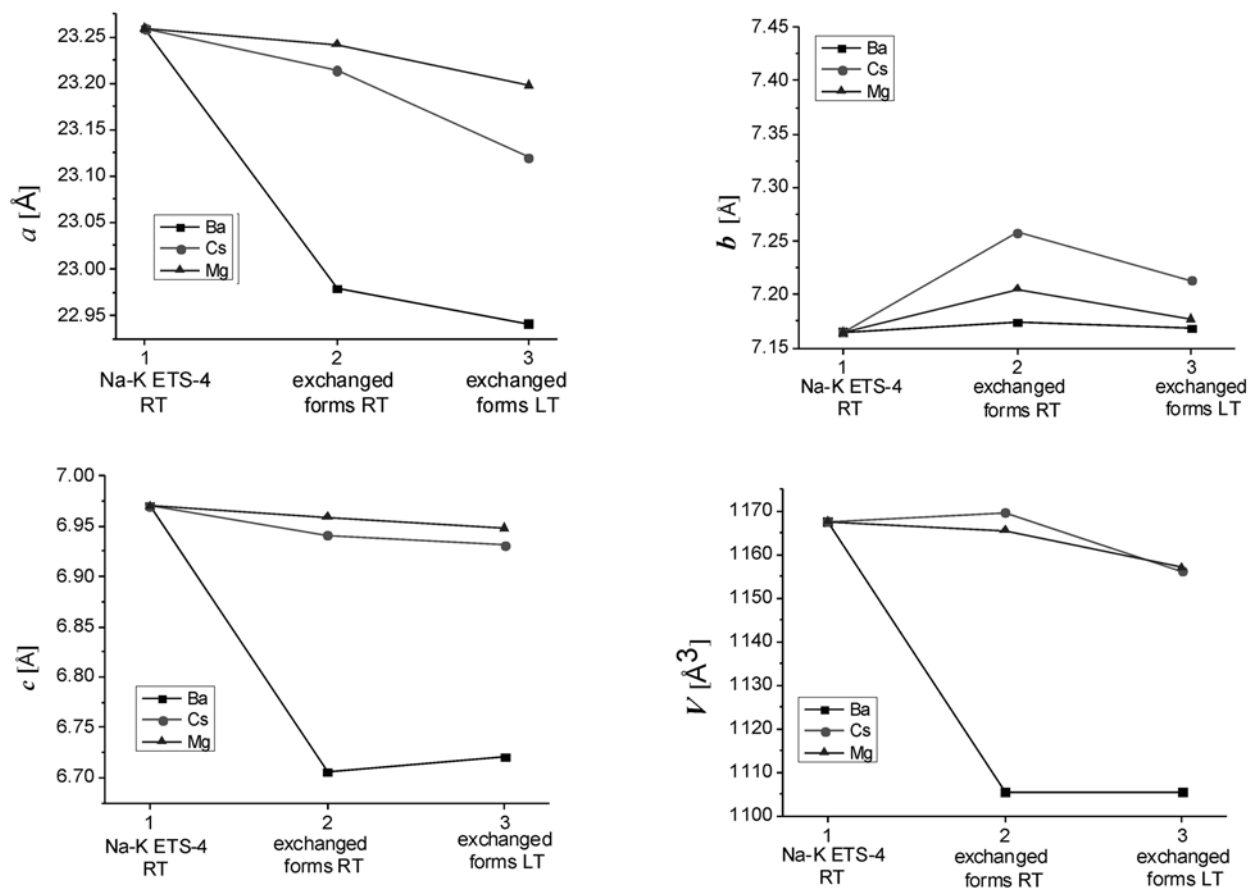 a [Å]
23.25
23.20
23.15
23.10
23.05
23.00
22.95
Ba
Cs
Mg
1
2
3
Na-K ETS-4
RT
exchanged
forms RT
exchanged
forms LT
b [Å]
7.45
7.40
7.35
7.30
7.25
7.20
7.15
Ba
Cs
Mg
1
2
3
Na-K ETS-4
RT
exchanged
forms RT
exchanged
forms LT
c [Å]
7.00
6.95
6.90
6.85
6.80
6.75
6.70
Ba
Cs
Mg
1
2
3
Na-K ETS-4
RT
exchanged
forms RT
exchanged
forms LT
V [Å3]
1170
1160
1150
1140
1130
1120
1110
1100
Ba
Cs
Mg
1
2
3
Na-K ETS-4
RT
exchanged
forms RT
exchanged
forms LT